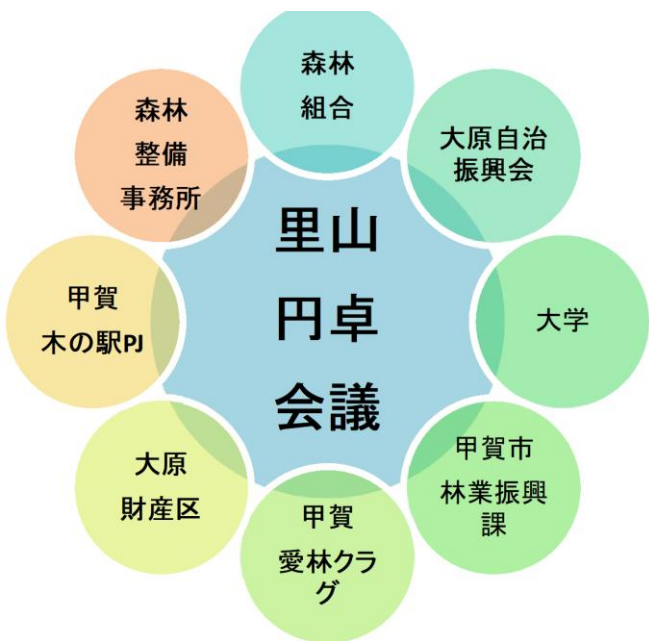 里山
円卓
会議
森林
組合
大原自治
振興会
大学
甲賀市
林業振興
課
甲賀
愛林クラ
グ
大原
財産区
甲賀
木の駅PJ
森林
整備
事務所